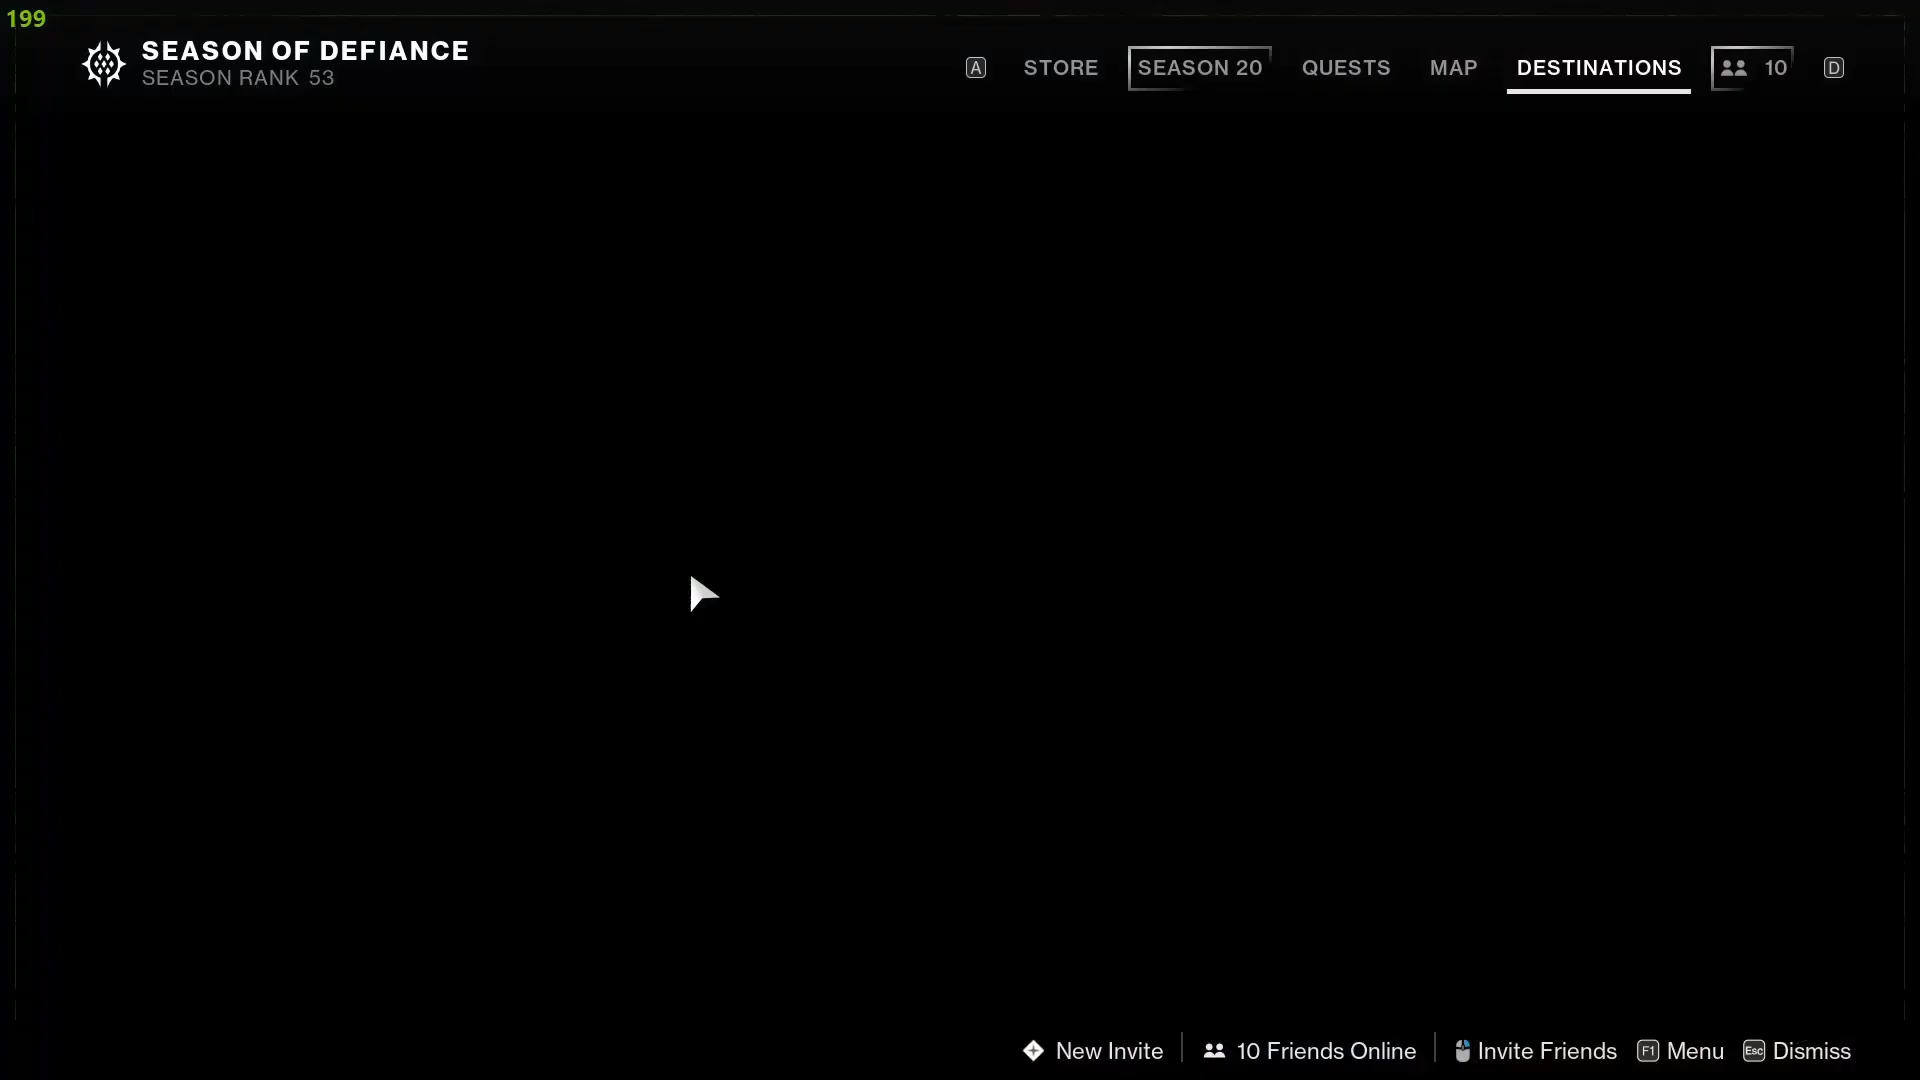 199
SEASON OF DEFIANCE
SEASON RANK 53
A STORE SEASON 20 QUESTS MAP DESTINATIONS 10 D
New Invite 10 Friends Online Invite Friends F1 Menu Esc Dismiss